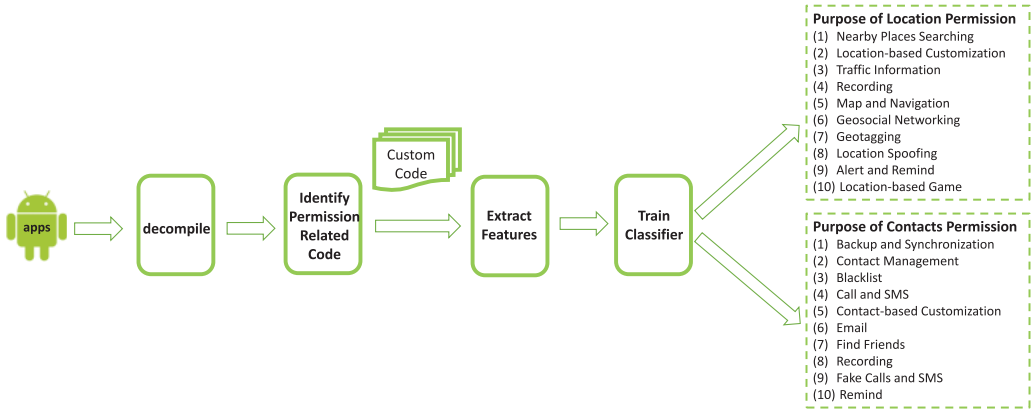 apps
decompile
Identify
Permission
Related
Code
Custom
Code
Extract
Features
Train
Classifier
Purpose of Location Permission
(1) Nearby Places Searching
(2) Location-based Customization
(3) Traffic Information
(4) Recording
(5) Map and Navigation
(6) Geosocial Networking
(7) Geotagging
(8) Location Spoofing
(9) Alert and Remind
(10) Location-based Game
Purpose of Contacts Permission
(1) Backup and Synchronization
(2) Contact Management
(3) Blacklist
(4) Call and SMS
(5) Contact-based Customization
(6) Email
(7) Find Friends
(8) Recording
(9) Fake Calls and SMS
(10) Remind